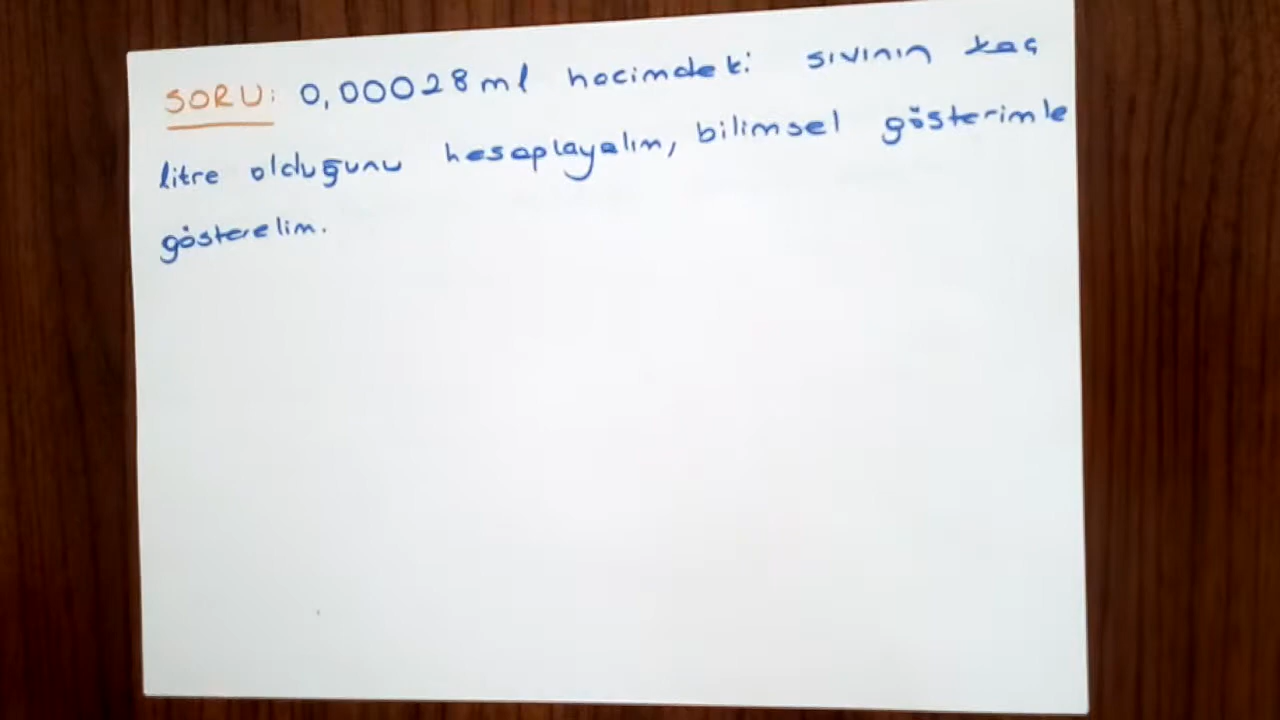 SORU: 0,00028 ml hacimdeki sıvının kaç
litre olduğunu hesaplayalım, bilimsel gösterimle
gösterelim.